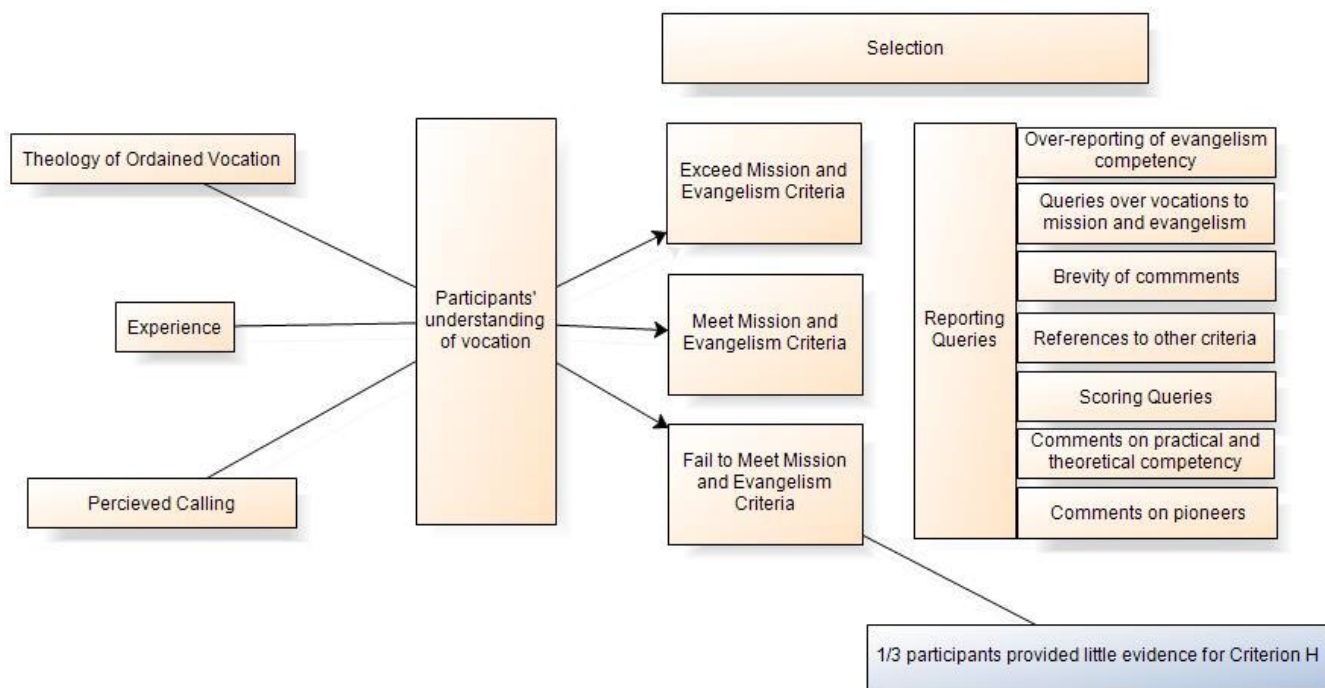 Selection
Theology of Ordained Vocation
Experience
Percieved Calling
Participants'
understanding
of vocation
Exceed Mission and
Evangelism Criteria
Meet Mission and
Evangelism Criteria
Fail to Meet Mission
and Evangelism
Criteria
Reporting
Queries
Over-reporting of evangelism
competency
Queries over vocations to
mission and evangelism
Brevity of commments
References to other criteria
Scoring Queries
Comments on practical and
theoretical competency
Comments on pioneers
1/3 participants provided little evidence for Criterion H